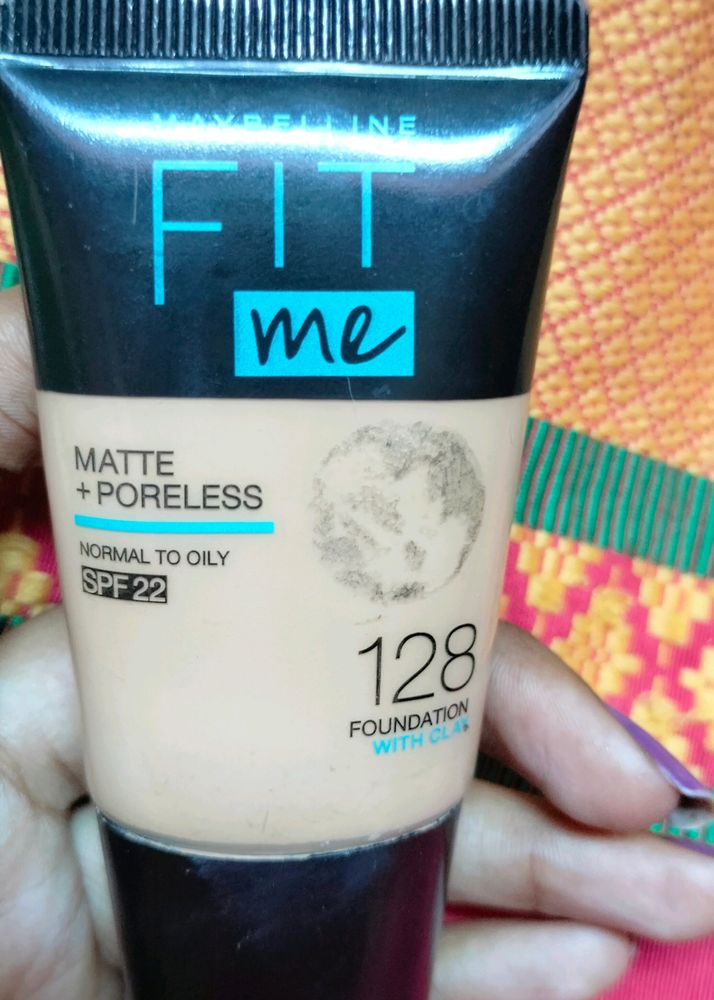 MAYBELLINE
FIT
me
MATTE
+ PORELESS
NORMAL TO OILY
SPF 22
128
FOUNDATION
WITH CLAY